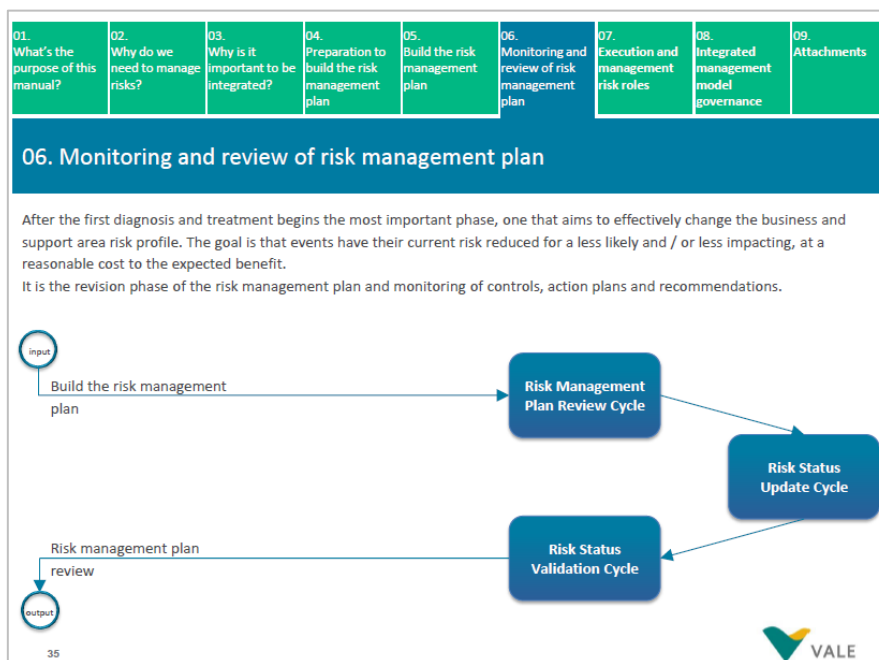 01.
What's the
purpose of this
manual?
02.
Why do we
need to manage
risks?
03.
Why is it
important to be
integrated?
04.
Preparation to
build the risk
management
plan
05.
Build the risk
management
plan
06.
Monitoring and
review of risk
management
plan
07.
Execution and
management
risk roles
08.
Integrated
management
model
governance
09.
Attachments
06. Monitoring and review of risk management plan
After the first diagnosis and treatment begins the most important phase, one that aims to effectively change the business and
support area risk profile. The goal is that events have their current risk reduced for a less likely and / or less impacting, at a
reasonable cost to the expected benefit.
It is the revision phase of the risk management plan and monitoring of controls, action plans and recommendations.
input
Build the risk management
plan
Risk Management
Plan Review Cycle
Risk Status
Update Cycle
Risk Status
Validation Cycle
Risk management plan
review
output
35
VALE